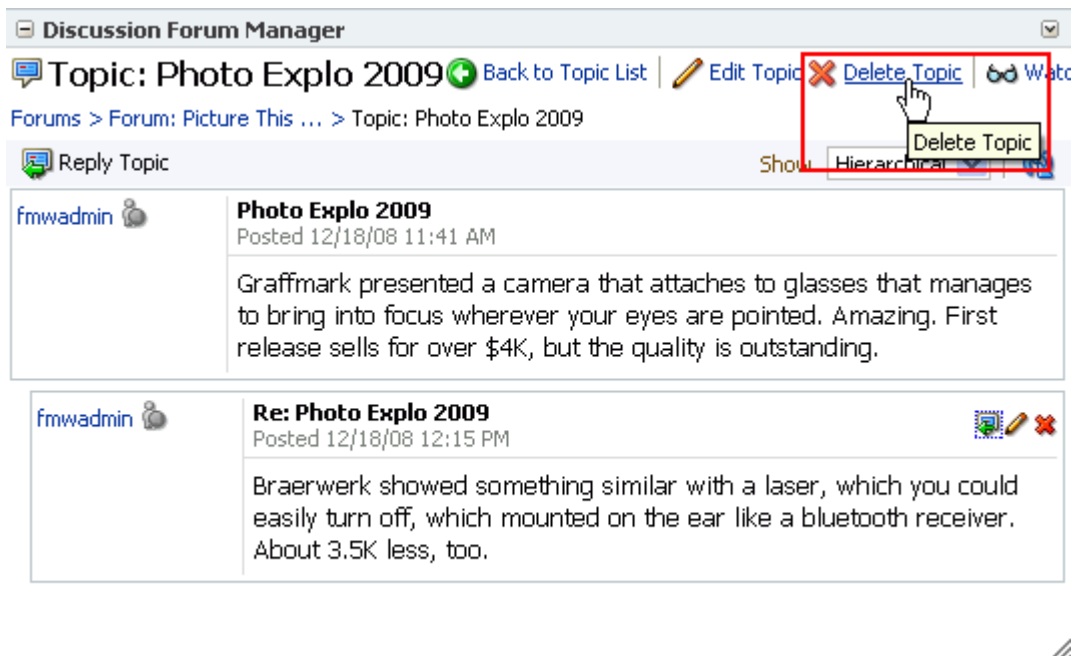 Discussion Forum Manager
Topic: Photo Explo 2009 Back to Topic List | Edit Topic Delete Topic | Watc
Forums > Forum: Picture This ... > Topic: Photo Explo 2009
Delete Topic
Reply Topic Show Hierarchical
fmwadmin Photo Explo 2009
Posted 12/18/08 11:41 AM
Graffmark presented a camera that attaches to glasses that manages
to bring into focus wherever your eyes are pointed. Amazing. First
release sells for over $4K, but the quality is outstanding.
fmwadmin Re: Photo Explo 2009
Posted 12/18/08 12:15 PM
Braerwerk showed something similar with a laser, which you could
easily turn off, which mounted on the ear like a bluetooth receiver.
About 3.5K less, too.